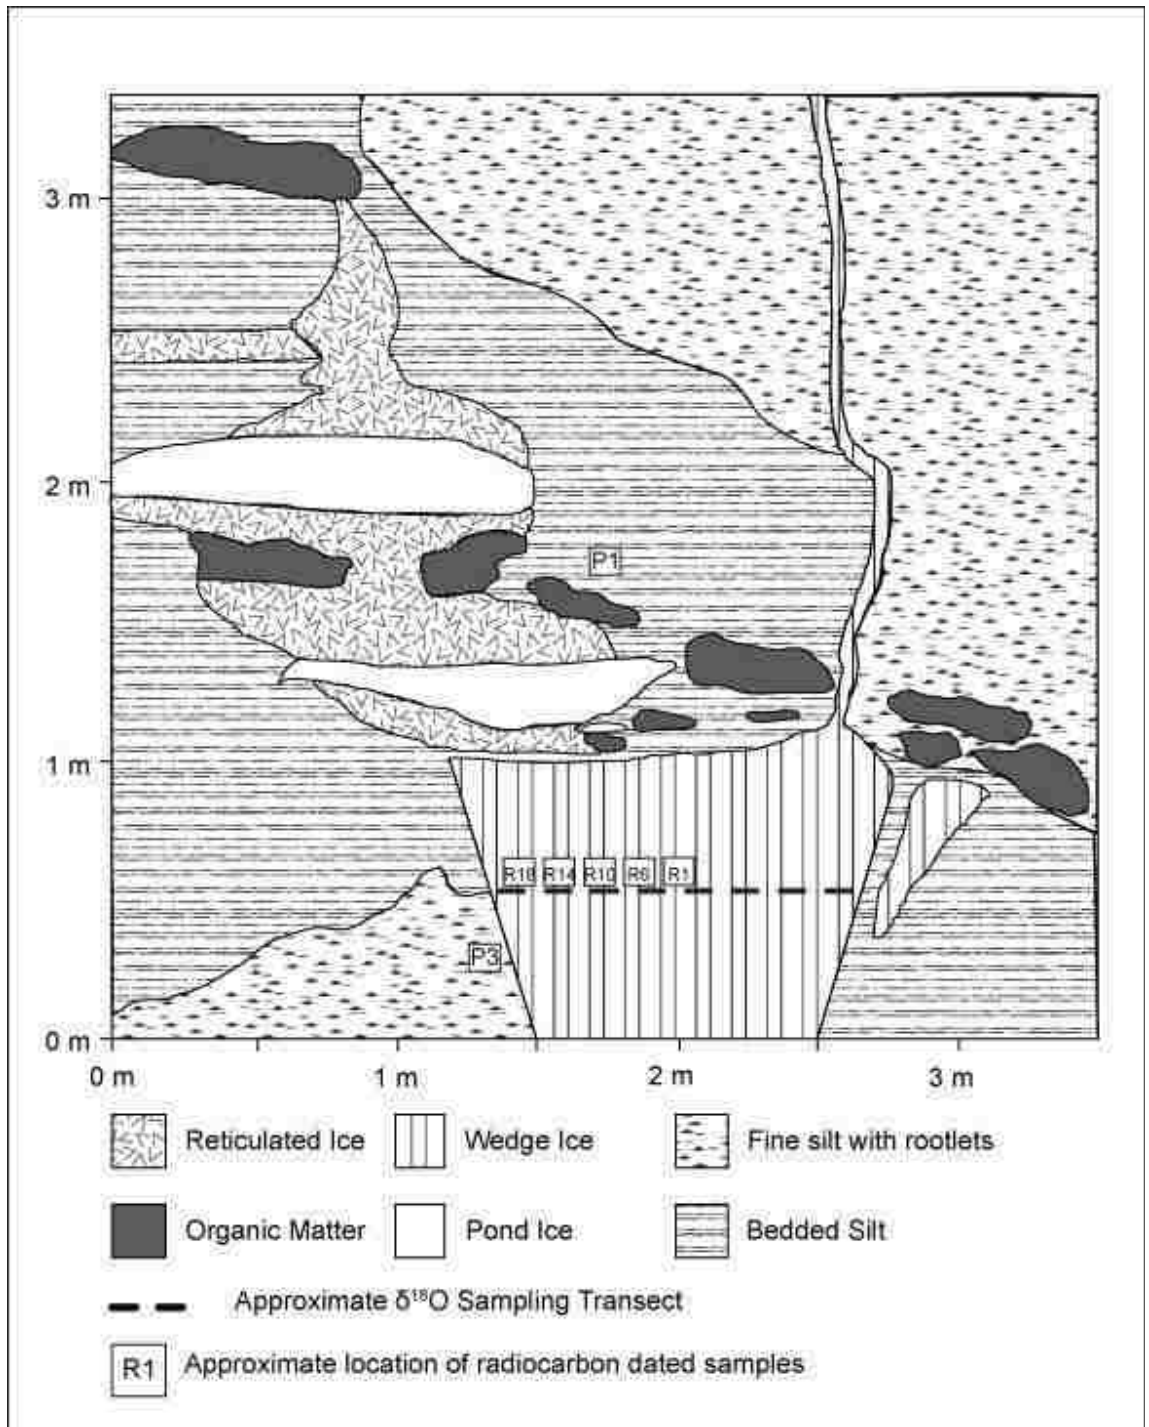 3 m
P1
2 m
1 m
R18 R14 R10 R6 R1
P3
0 m
0 m 1 m 2 m 3 m
Reticulated Ice Wedge Ice Fine silt with rootlets
Organic Matter Pond Ice Bedded Silt
Approximate δ¹⁸O Sampling Transect
R1 Approximate location of radiocarbon dated samples